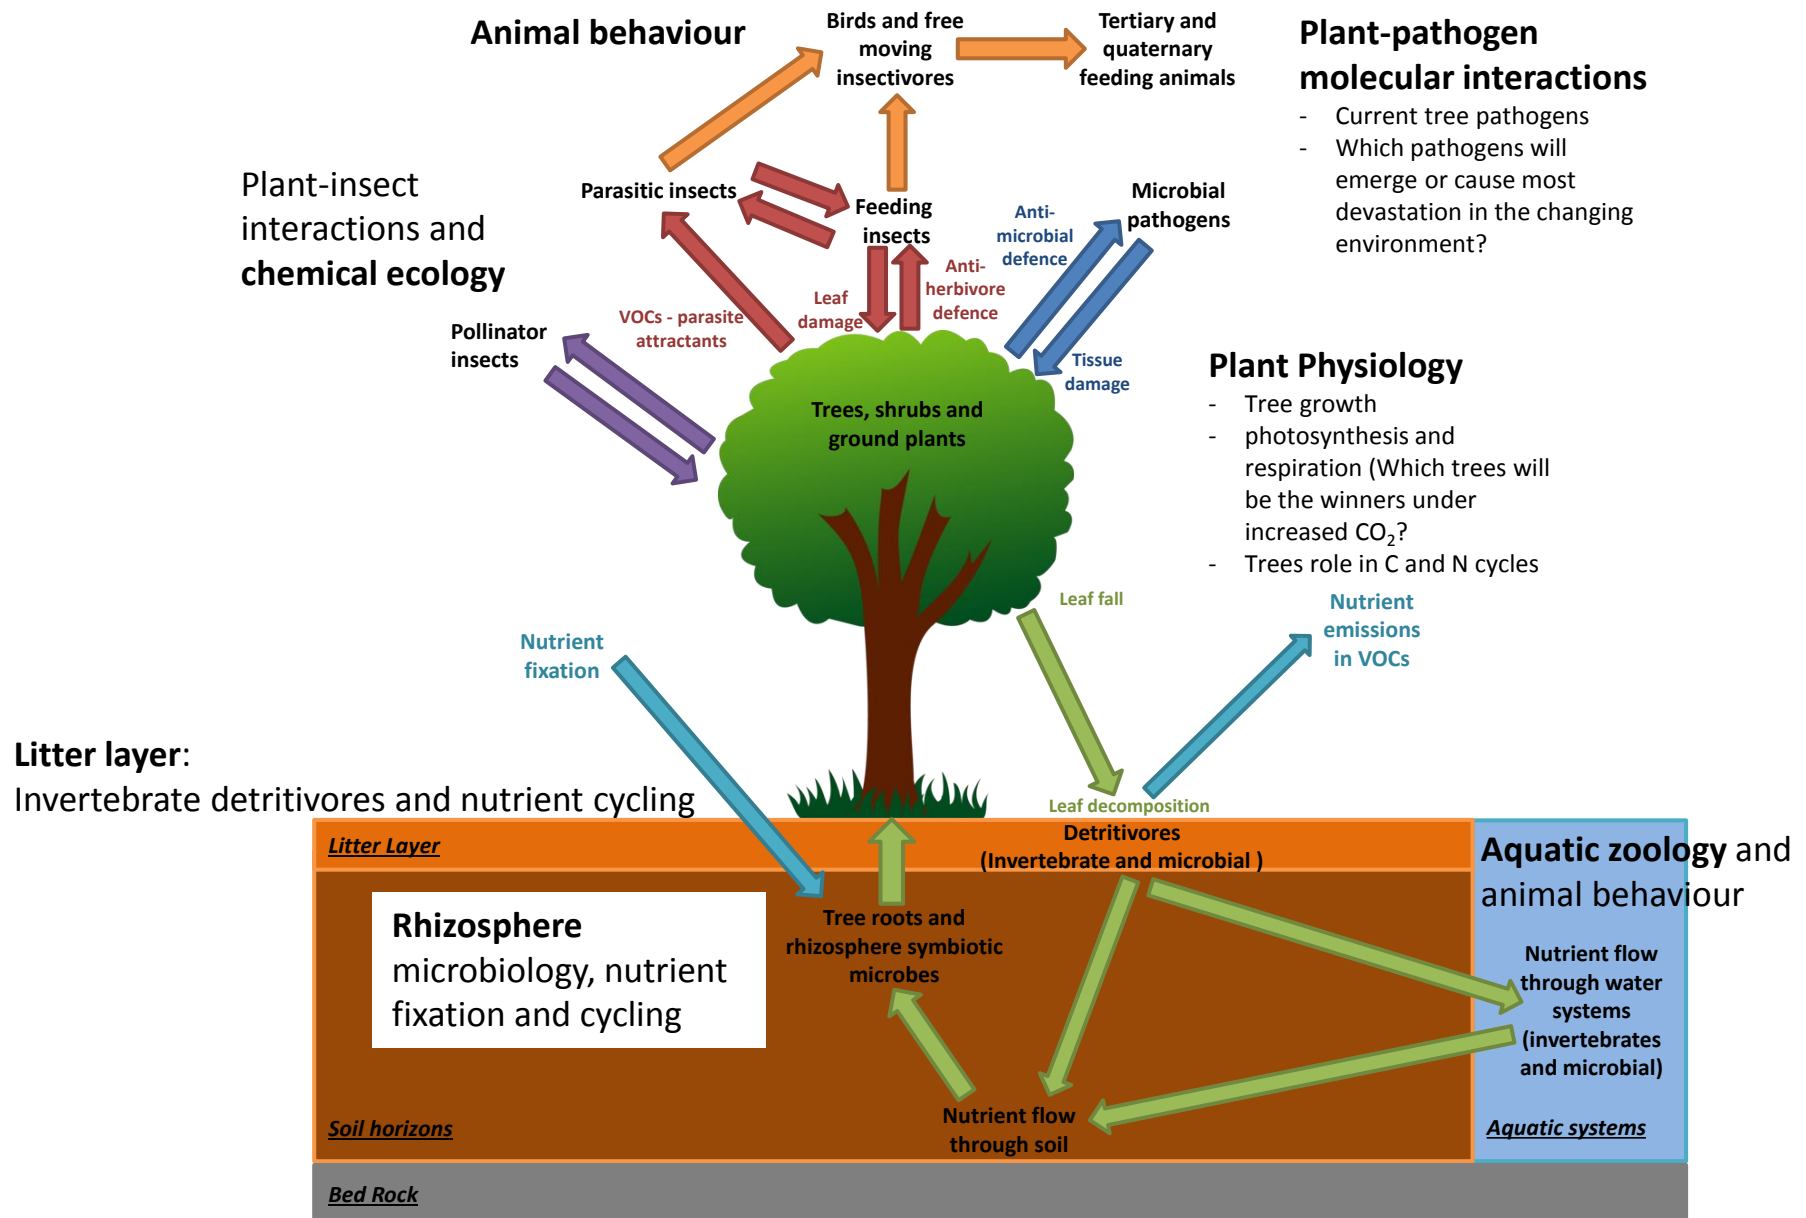 Animal behaviour
Birds and free
moving
insectivores
Tertiary and
quaternary
feeding animals
Plant-pathogen
molecular interactions
- Current tree pathogens
- Which pathogens will
emerge or cause most
devastation in the changing
environment?
Plant-insect
interactions and
chemical ecology
Parasitic insects
Feeding
insects
Microbial
pathogens
Anti-
microbial
defence
Anti-
herbivore
defence
Leaf
damage
VOCs - parasite
attractants
Pollinator
insects
Tissue
damage
Trees, shrubs and
ground plants
Plant Physiology
- Tree growth
- photosynthesis and
respiration (Which trees will
be the winners under
increased CO₂?
- Trees role in C and N cycles
Leaf fall
Nutrient
emissions
in VOCs
Nutrient
fixation
Litter layer:
Invertebrate detritivores and nutrient cycling
Leaf decomposition
Litter Layer
Detritivores
(Invertebrate and microbial )
Aquatic zoology and
animal behaviour
Rhizosphere
microbiology, nutrient
fixation and cycling
Tree roots and
rhizosphere symbiotic
microbes
Nutrient flow
through water
systems
(invertebrates
and microbial)
Nutrient flow
through soil
Soil horizons
Aquatic systems
Bed Rock